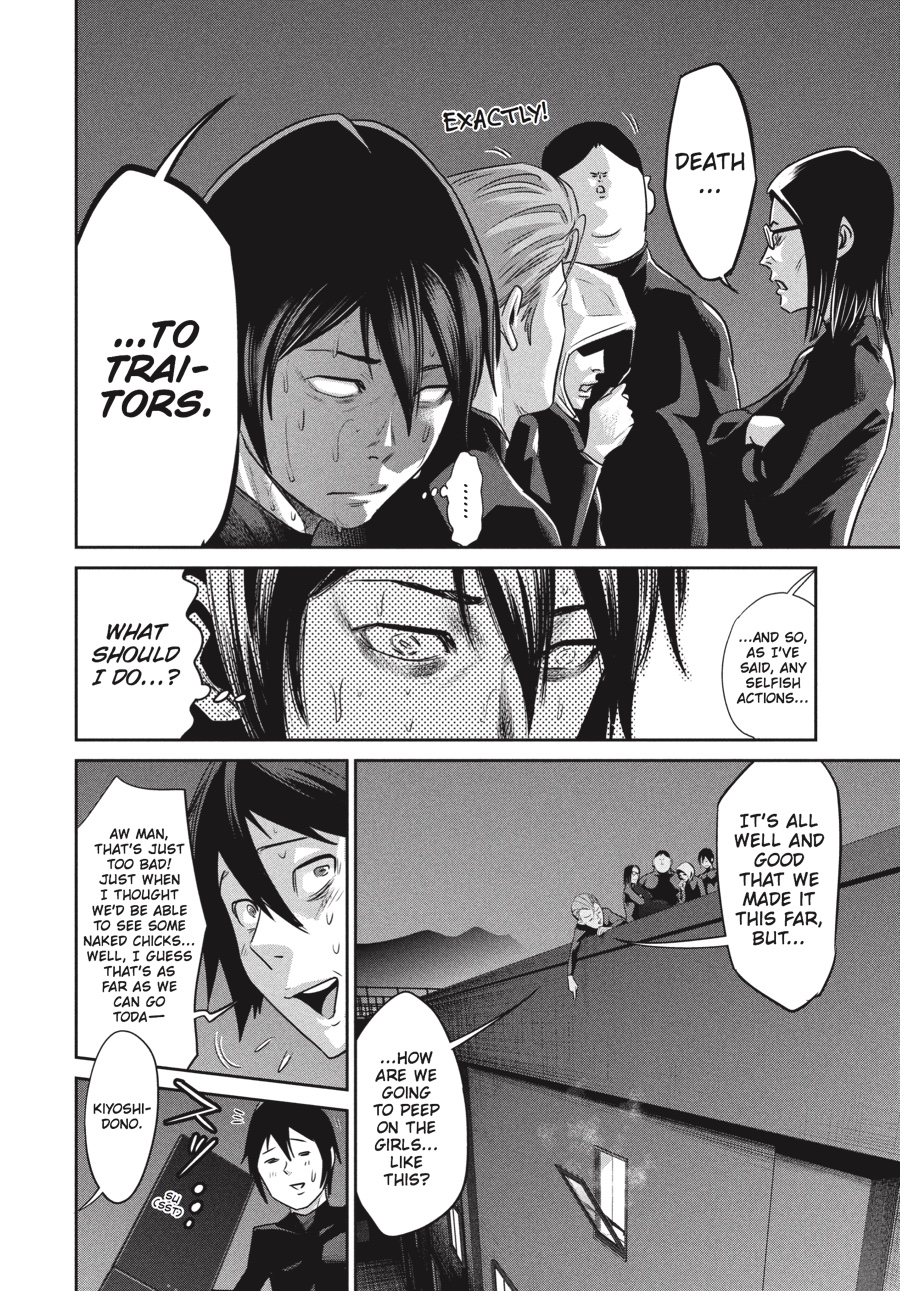 DEATH
...
EXACTLY!
...TO
TRAI-
TORS.
......
...AND SO,
AS I'VE
SAID, ANY
SELFISH
ACTIONS...
WHAT
SHOULD
I DO...?
IT'S ALL
WELL AND
GOOD
THAT WE
MADE IT
THIS FAR,
BUT...
...HOW
ARE WE
GOING
TO PEEP
ON THE
GIRLS...
LIKE
THIS?
AW MAN,
THAT'S JUST
TOO BAD!
JUST WHEN
I THOUGHT
WE'D BE ABLE
TO SEE SOME
NAKED CHICKS...
WELL, I GUESS
THAT'S AS
FAR AS WE
CAN GO
TODA—
KIYOSHI-
DONO.
SU
(SST)